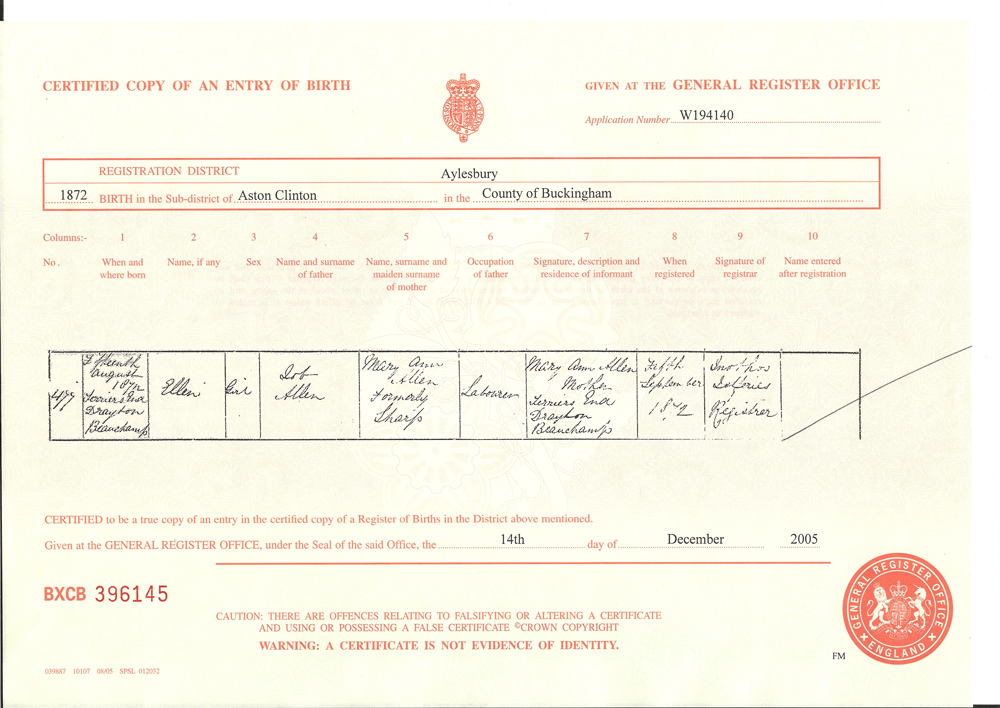 CERTIFIED COPY OF AN ENTRY OF BIRTH
GIVEN AT THE GENERAL REGISTER OFFICE
Application Number W194140
REGISTRATION DISTRICT Aylesbury
1872 BIRTH in the Sub-district of Aston Clinton in the County of Buckingham
Columns:- 1 2 3 4 5 6 7 8 9 10
No. When and where born Name, if any Sex Name and surname of father Name, surname and maiden surname of mother Occupation of father Signature, description and residence of informant When registered Signature of registrar Name entered after registration
477
Fifteenth
August
1872
Terriers End
Drayton
Beauchamp
Ellen
Girl
Job
Allen
Mary Ann
Allen
Formerly
Sharp
Labourer
Mary Ann Allen
Mother
Terriers End
Drayton
Beauchamp
Fifth
September
1872
Registrar
CERTIFIED to be a true copy of an entry in the certified copy of a Register of Births in the District above mentioned.
Given at the GENERAL REGISTER OFFICE, under the Seal of the said Office, the 14th day of December 2005
BXCB 396145
CAUTION: THERE ARE OFFENCES RELATING TO FALSIFYING OR ALTERING A CERTIFICATE
AND USING OR POSSESSING A FALSE CERTIFICATE ©CROWN COPYRIGHT
WARNING: A CERTIFICATE IS NOT EVIDENCE OF IDENTITY.
GENERAL REGISTER OFFICE
ENGLAND
FM
039887 10107 08/05 SPSL 012032